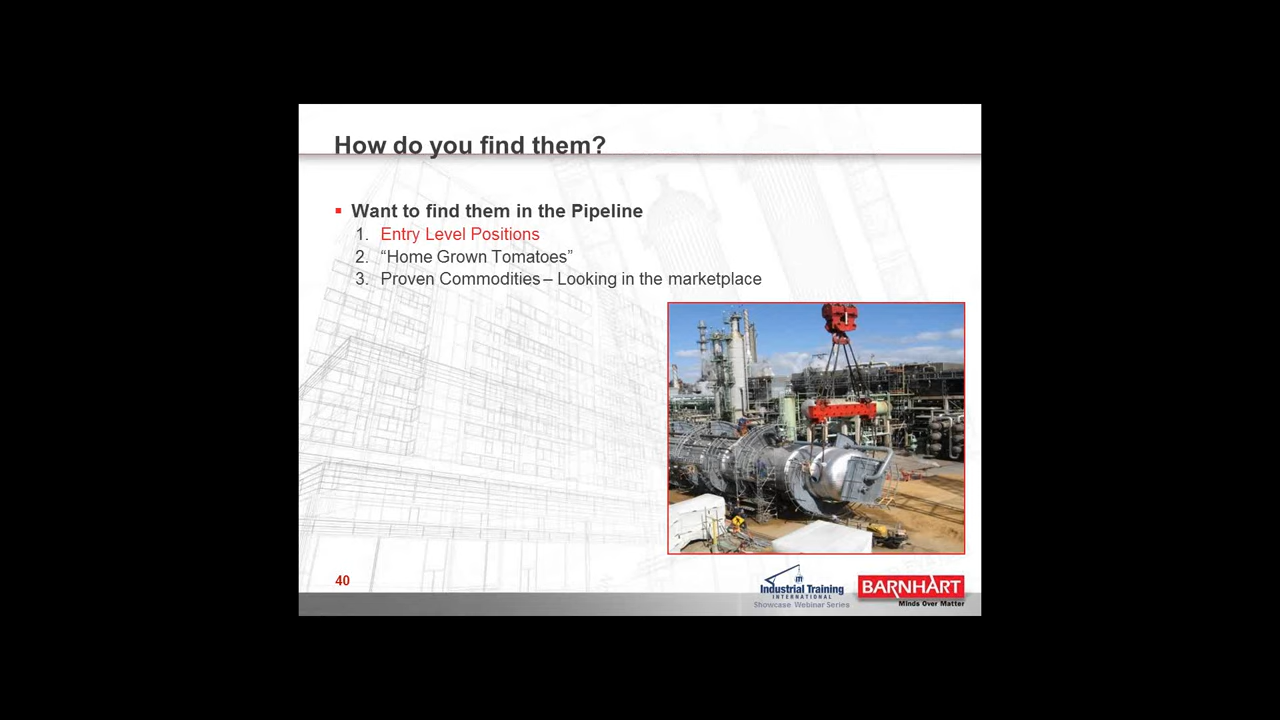 How do you find them?
▪ Want to find them in the Pipeline
1. Entry Level Positions
2. “Home Grown Tomatoes”
3. Proven Commodities – Looking in the marketplace
40
Industrial Training
INTERNATIONAL
Showcase Webinar Series
BARNHART
Minds Over Matter